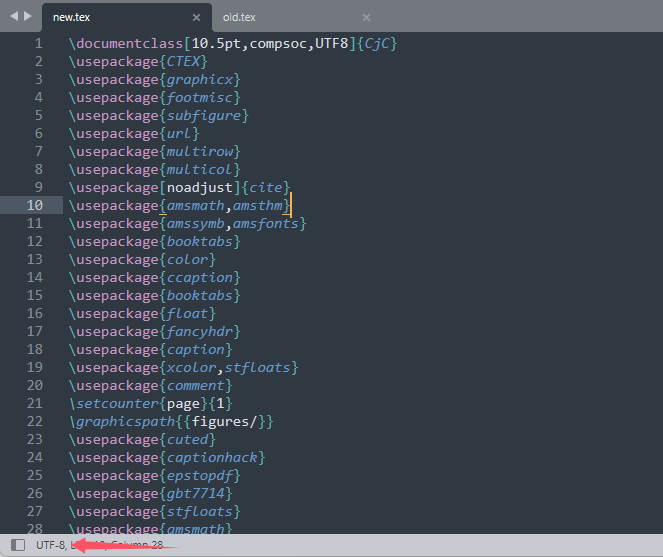 new.tex
old.tex
1 \documentclass[10.5pt,compsoc,UTF8]{CjC}
2 \usepackage{CTEX}
3 \usepackage{graphicx}
4 \usepackage{footmisc}
5 \usepackage{subfigure}
6 \usepackage{url}
7 \usepackage{multirow}
8 \usepackage{multicol}
9 \usepackage[noadjust]{cite}
10 \usepackage{amsmath,amsthm}
11 \usepackage{amssymb,amsfonts}
12 \usepackage{booktabs}
13 \usepackage{color}
14 \usepackage{ccaption}
15 \usepackage{booktabs}
16 \usepackage{float}
17 \usepackage{fancyhdr}
18 \usepackage{caption}
19 \usepackage{xcolor,stfloats}
20 \usepackage{comment}
21 \setcounter{page}{1}
22 \graphicspath{{figures/}}
23 \usepackage{cuted}
24 \usepackage{captionhack}
25 \usepackage{epstopdf}
26 \usepackage{gbt7714}
27 \usepackage{stfloats}
28 \usepackage{amsmath}
UTF-8, Column 28